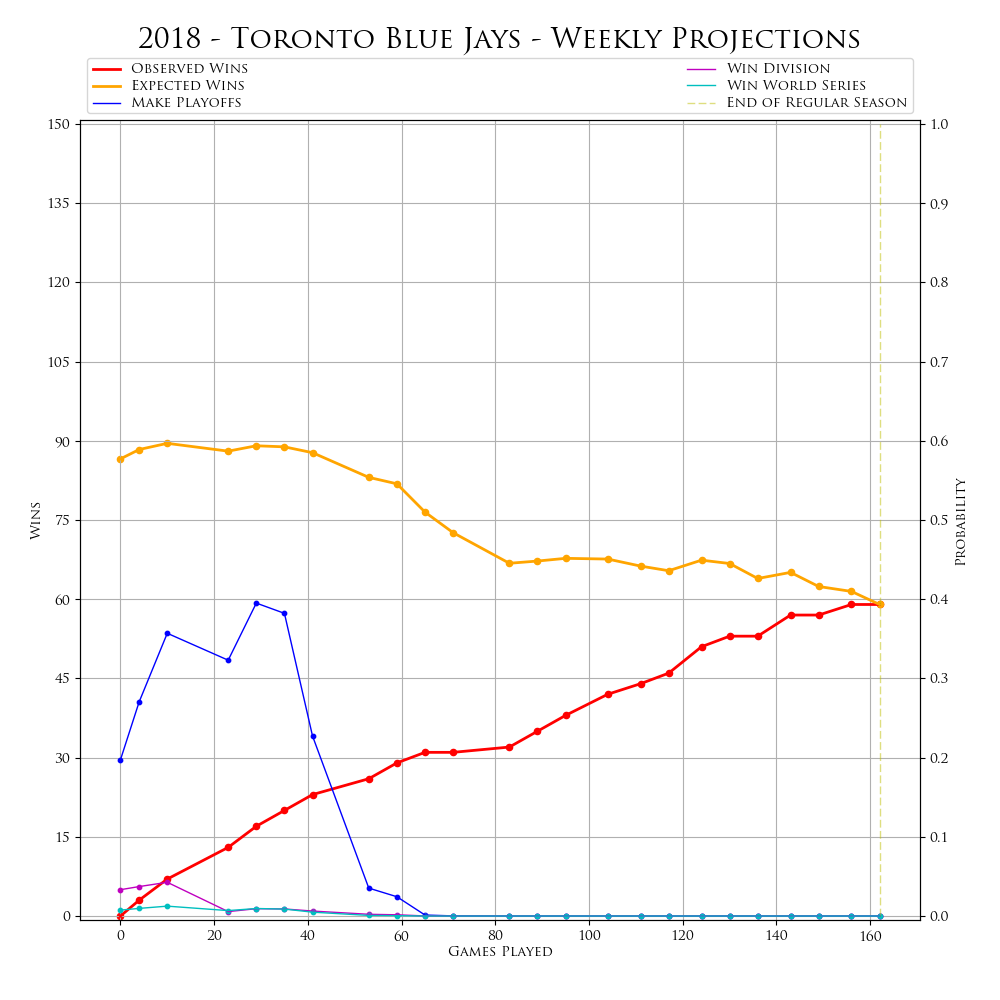 2018 - Toronto Blue Jays - Weekly Projections
Observed Wins
Expected Wins
Make Playoffs
Win Division
Win World Series
End of Regular Season
150
135
120
105
90
75
60
45
30
15
0
Wins
1.0
0.9
0.8
0.7
0.6
0.5
0.4
0.3
0.2
0.1
0.0
Probability
0 20 40 60 80 100 120 140 160
Games Played